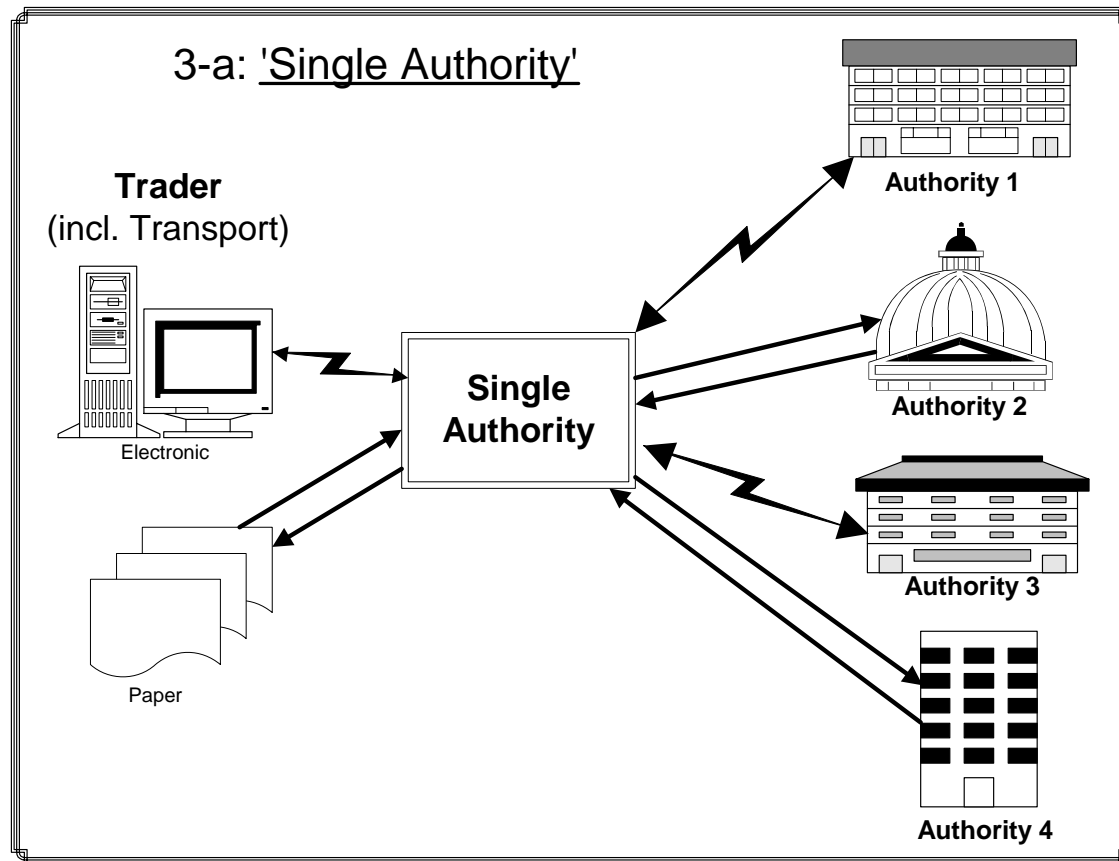 3-a: 'Single Authority'
Trader
(incl. Transport)
Electronic
Paper
Single
Authority
Authority 1
Authority 2
Authority 3
Authority 4